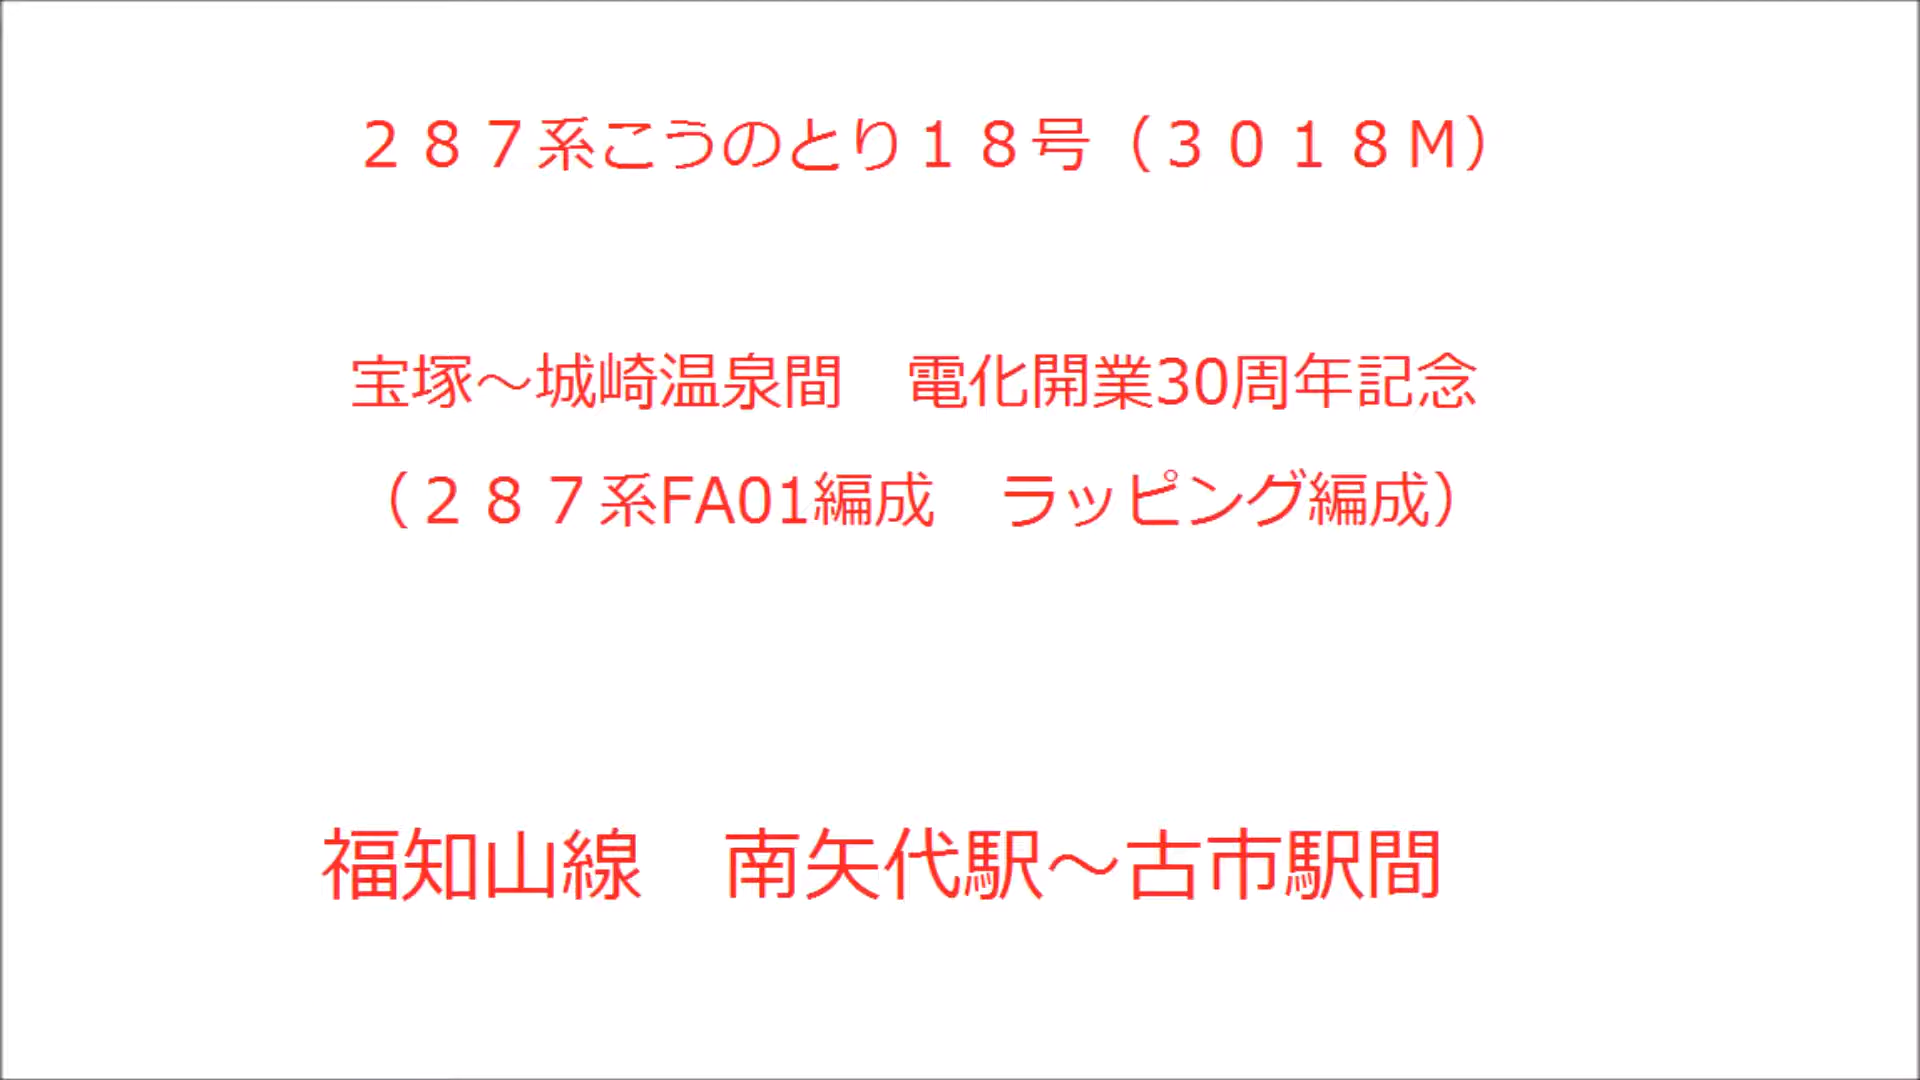 ２８７系こうのとり１８号（３０１８Ｍ）
宝塚～城崎温泉間　電化開業30周年記念
（２８７系FA01編成　ラッピング編成）
福知山線　南矢代駅～古市駅間